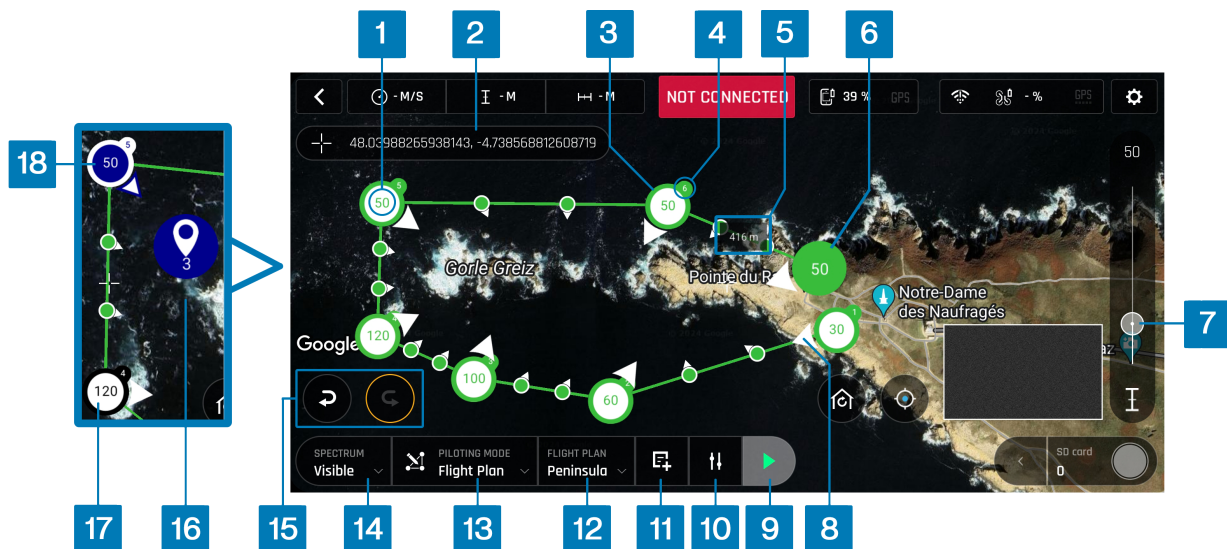 1
2
3
4
5
6
- M/S
- M
- M
NOT CONNECTED
39 %
GPS
- %
GPS
48.03988265938143, -4.738568812608719
18
50
5
3
120
4
50
5
50
6
416 m
50
50
Gorle Greiz
Pointe du R
Notre-Dame
des Naufragés
az
30
1
120
100
60
Google
7
SPECTRUM
Visible
PILOTING MODE
Flight Plan
FLIGHT PLAN
Peninsula
SD card
0
17
16
15
14
13
12
11
10
9
8